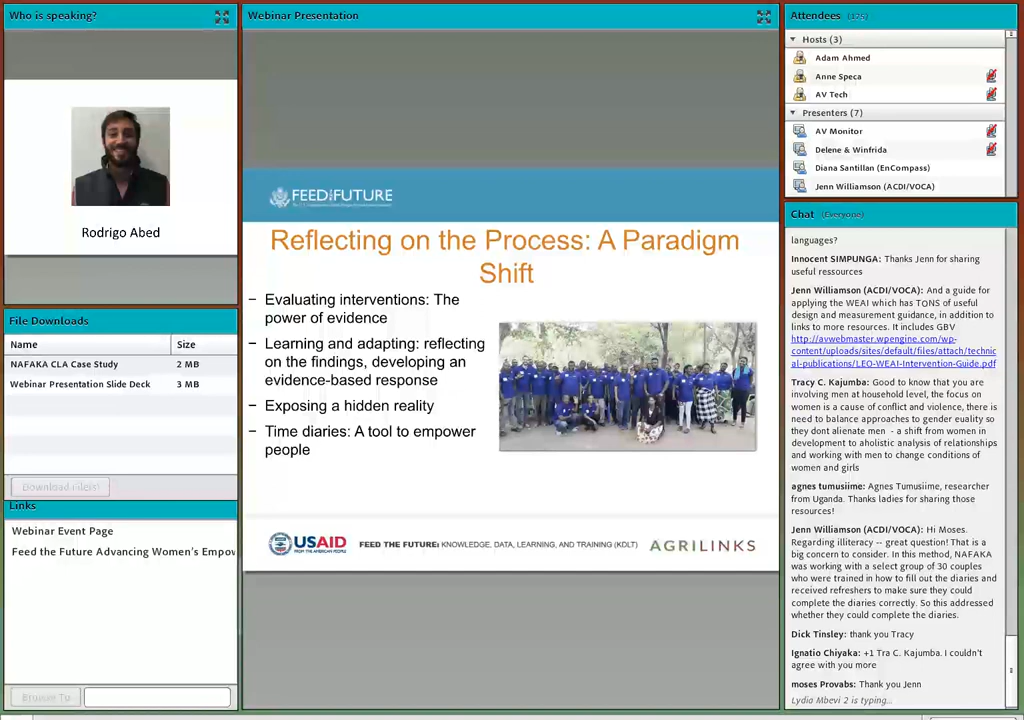 Who is speaking?
Rodrigo Abed
File Downloads
Name Size
NAFAKA CLA Case Study 2 MB
Webinar Presentation Slide Deck 3 MB
Download File(s)
Links
Webinar Event Page
Feed the Future Advancing Women's Empov
Browse To
Webinar Presentation
FEED THE FUTURE
Reflecting on the Process: A Paradigm
Shift
– Evaluating interventions: The
power of evidence
– Learning and adapting: reflecting
on the findings, developing an
evidence-based response
– Exposing a hidden reality
– Time diaries: A tool to empower
people
USAID
FROM THE AMERICAN PEOPLE
FEED THE FUTURE: KNOWLEDGE, DATA, LEARNING, AND TRAINING (KDLT)
AGRILINKS
Attendees (175)
Hosts (3)
Adam Ahmed
Anne Speca
AV Tech
Presenters (7)
AV Monitor
Delene & Winfrida
Diana Santillan (EnCompass)
Jenn Williamson (ACDI/VOCA)
Chat (Everyone)
languages?
Innocent SIMPUNGA: Thanks Jenn for sharing
useful ressources
Jenn Williamson (ACDI/VOCA): And a guide for
applying the WEAI which has TONS of useful
design and measurement guidance, in addition to
links to more resources. It includes GBV
http://avwebmaster.wpengine.com/wp-
content/uploads/sites/default/files/attach/technic
al-publications/LEO-WEAI-Intervention-Guide.pdf
Tracy C. Kajumba: Good to know that you are
involving men at household level, the focus on
women is a cause of conflict and violence, there is
need to balance approaches to gender euality so
they dont alienate men - a shift from women in
development to aholistic analysis of relationships
and working with men to change conditions of
women and girls
agnes tumusiime: Agnes Tumusiime, researcher
from Uganda. Thanks ladies for sharing those
resources!
Jenn Williamson (ACDI/VOCA): Hi Moses.
Regarding illiteracy -- great question! That is a
big concern to consider. In this method, NAFAKA
was working with a select group of 30 couples
who were trained in how to fill out the diaries and
received refreshers to make sure they could
complete the diaries correctly. So this addressed
whether they could complete the diaries.
Dick Tinsley: thank you Tracy
Ignatio Chiyaka: +1 Tra C. Kajumba. I couldn't
agree with you more
moses Provabs: Thank you Jenn
Lydia Mbevi 2 is typing...